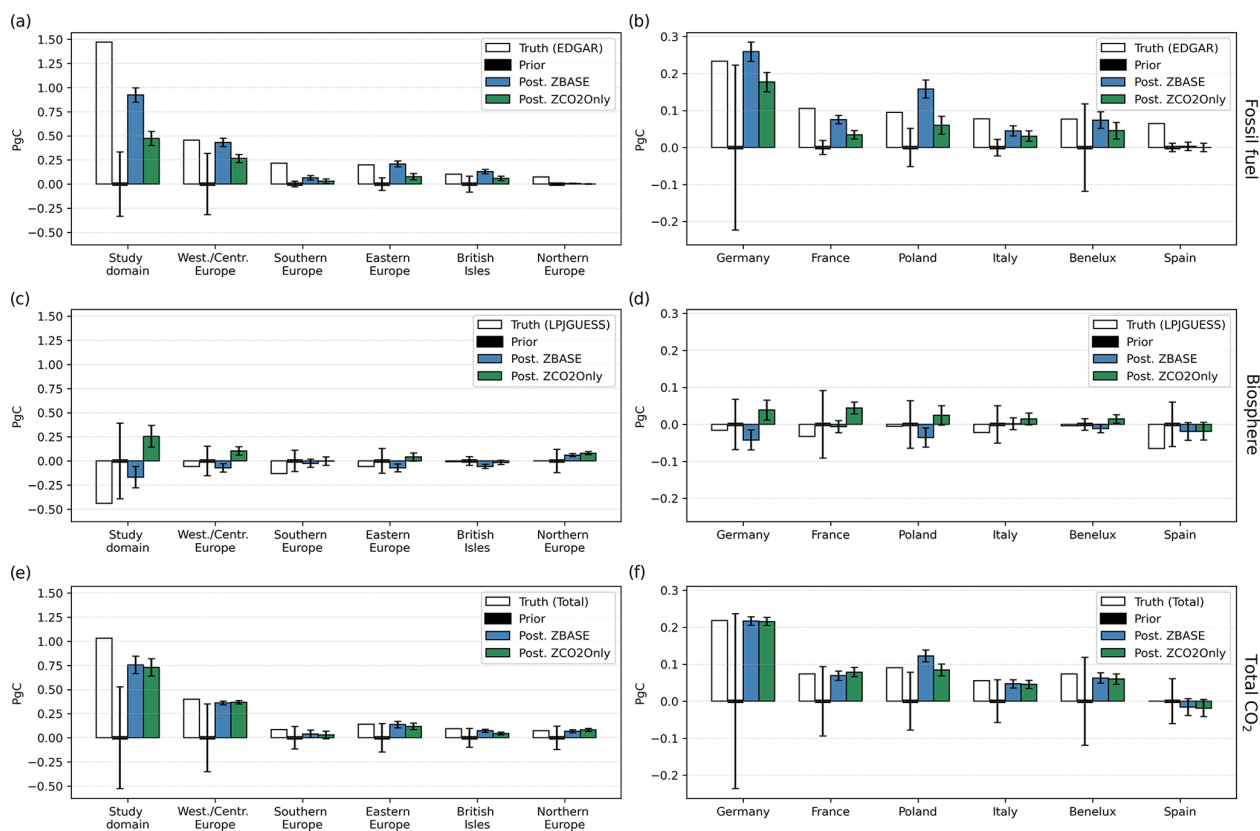 (a)
PgC
1.50
1.25
1.00
0.75
0.50
0.25
0.00
−0.25
−0.50
Truth (EDGAR)
Prior
Post. ZBASE
Post. ZCO2Only
Study
domain
West./Centr.
Europe
Southern
Europe
Eastern
Europe
British
Isles
Northern
Europe
(b)
PgC
0.3
0.2
0.1
0.0
−0.1
−0.2
Truth (EDGAR)
Prior
Post. ZBASE
Post. ZCO2Only
Germany
France
Poland
Italy
Benelux
Spain
Fossil fuel
(c)
PgC
1.50
1.25
1.00
0.75
0.50
0.25
0.00
−0.25
−0.50
Truth (LPJGUESS)
Prior
Post. ZBASE
Post. ZCO2Only
Study
domain
West./Centr.
Europe
Southern
Europe
Eastern
Europe
British
Isles
Northern
Europe
(d)
PgC
0.3
0.2
0.1
0.0
−0.1
−0.2
Truth (LPJGUESS)
Prior
Post. ZBASE
Post. ZCO2Only
Germany
France
Poland
Italy
Benelux
Spain
Biosphere
(e)
PgC
1.50
1.25
1.00
0.75
0.50
0.25
0.00
−0.25
−0.50
Truth (Total)
Prior
Post. ZBASE
Post. ZCO2Only
Study
domain
West./Centr.
Europe
Southern
Europe
Eastern
Europe
British
Isles
Northern
Europe
(f)
PgC
0.3
0.2
0.1
0.0
−0.1
−0.2
Truth (Total)
Prior
Post. ZBASE
Post. ZCO2Only
Germany
France
Poland
Italy
Benelux
Spain
Total CO₂